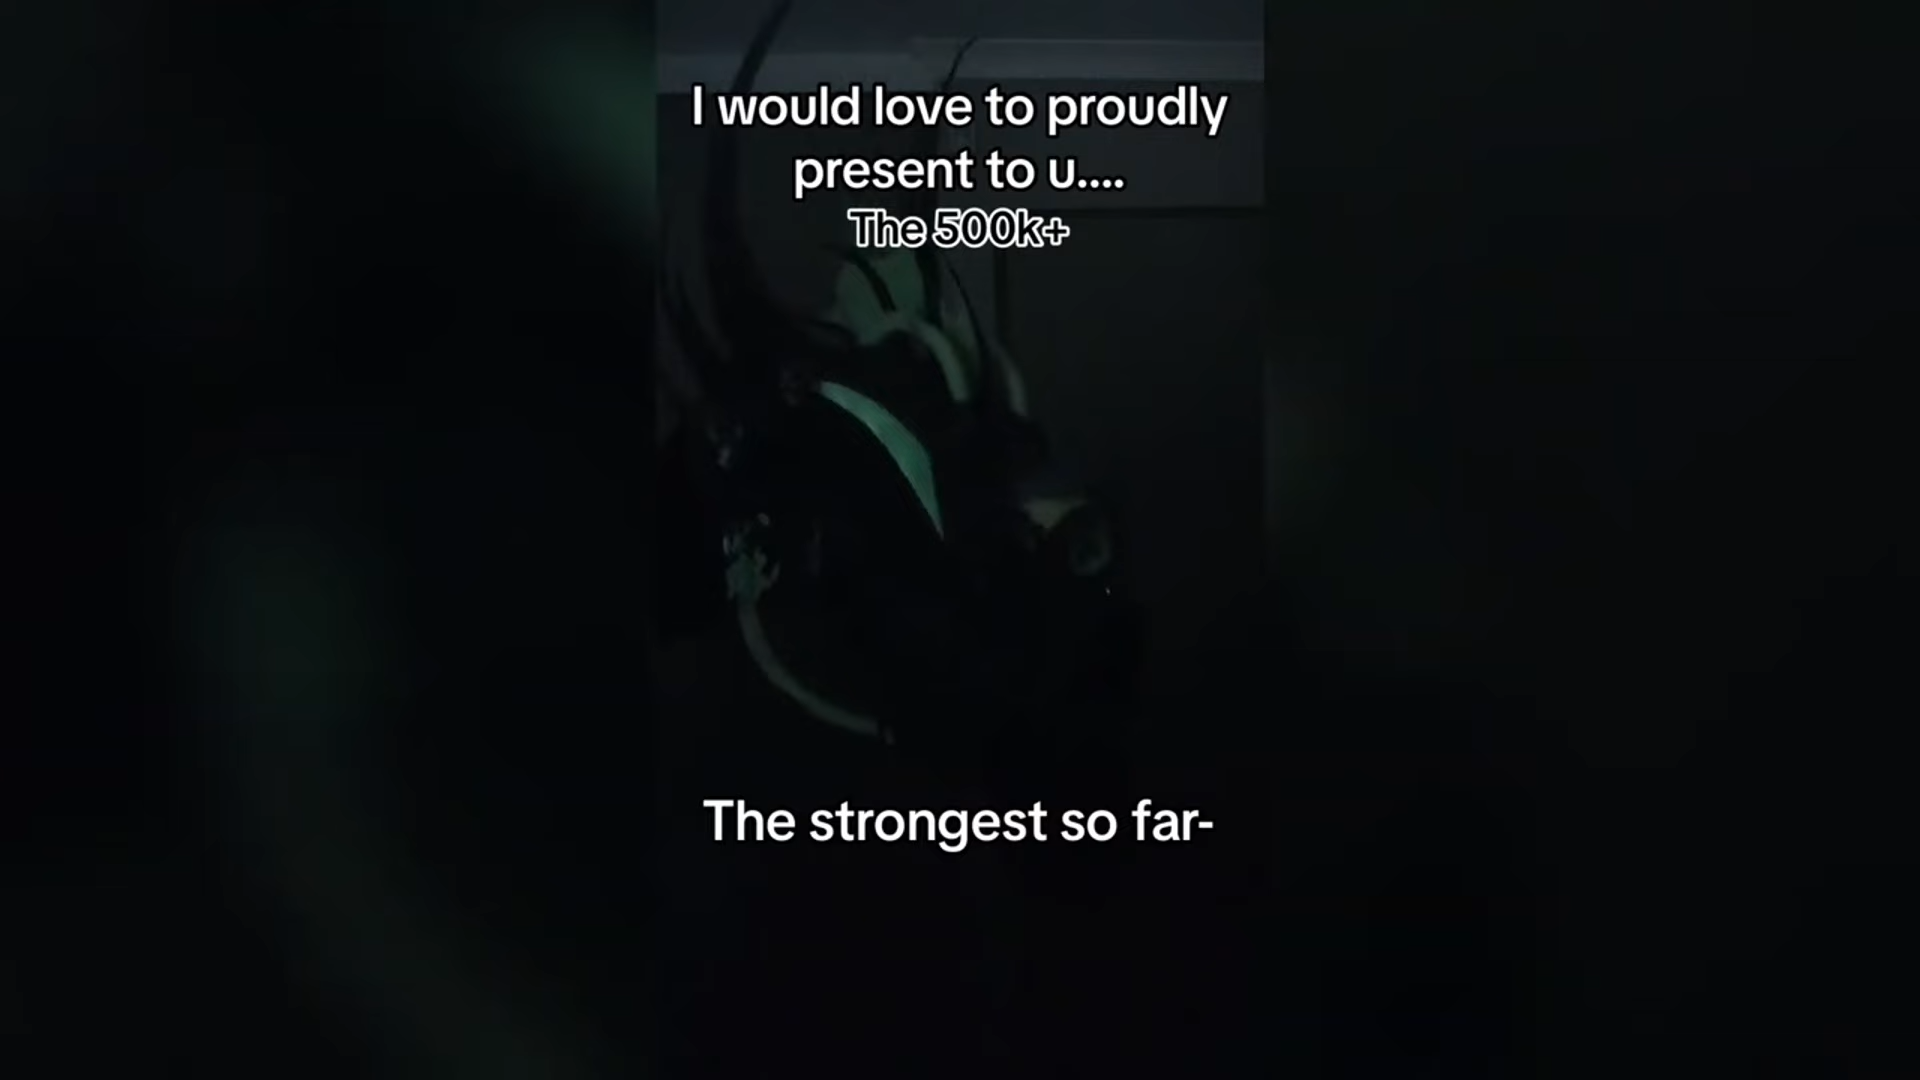 I would love to proudly
present to u....
The 500k+
The strongest so far-